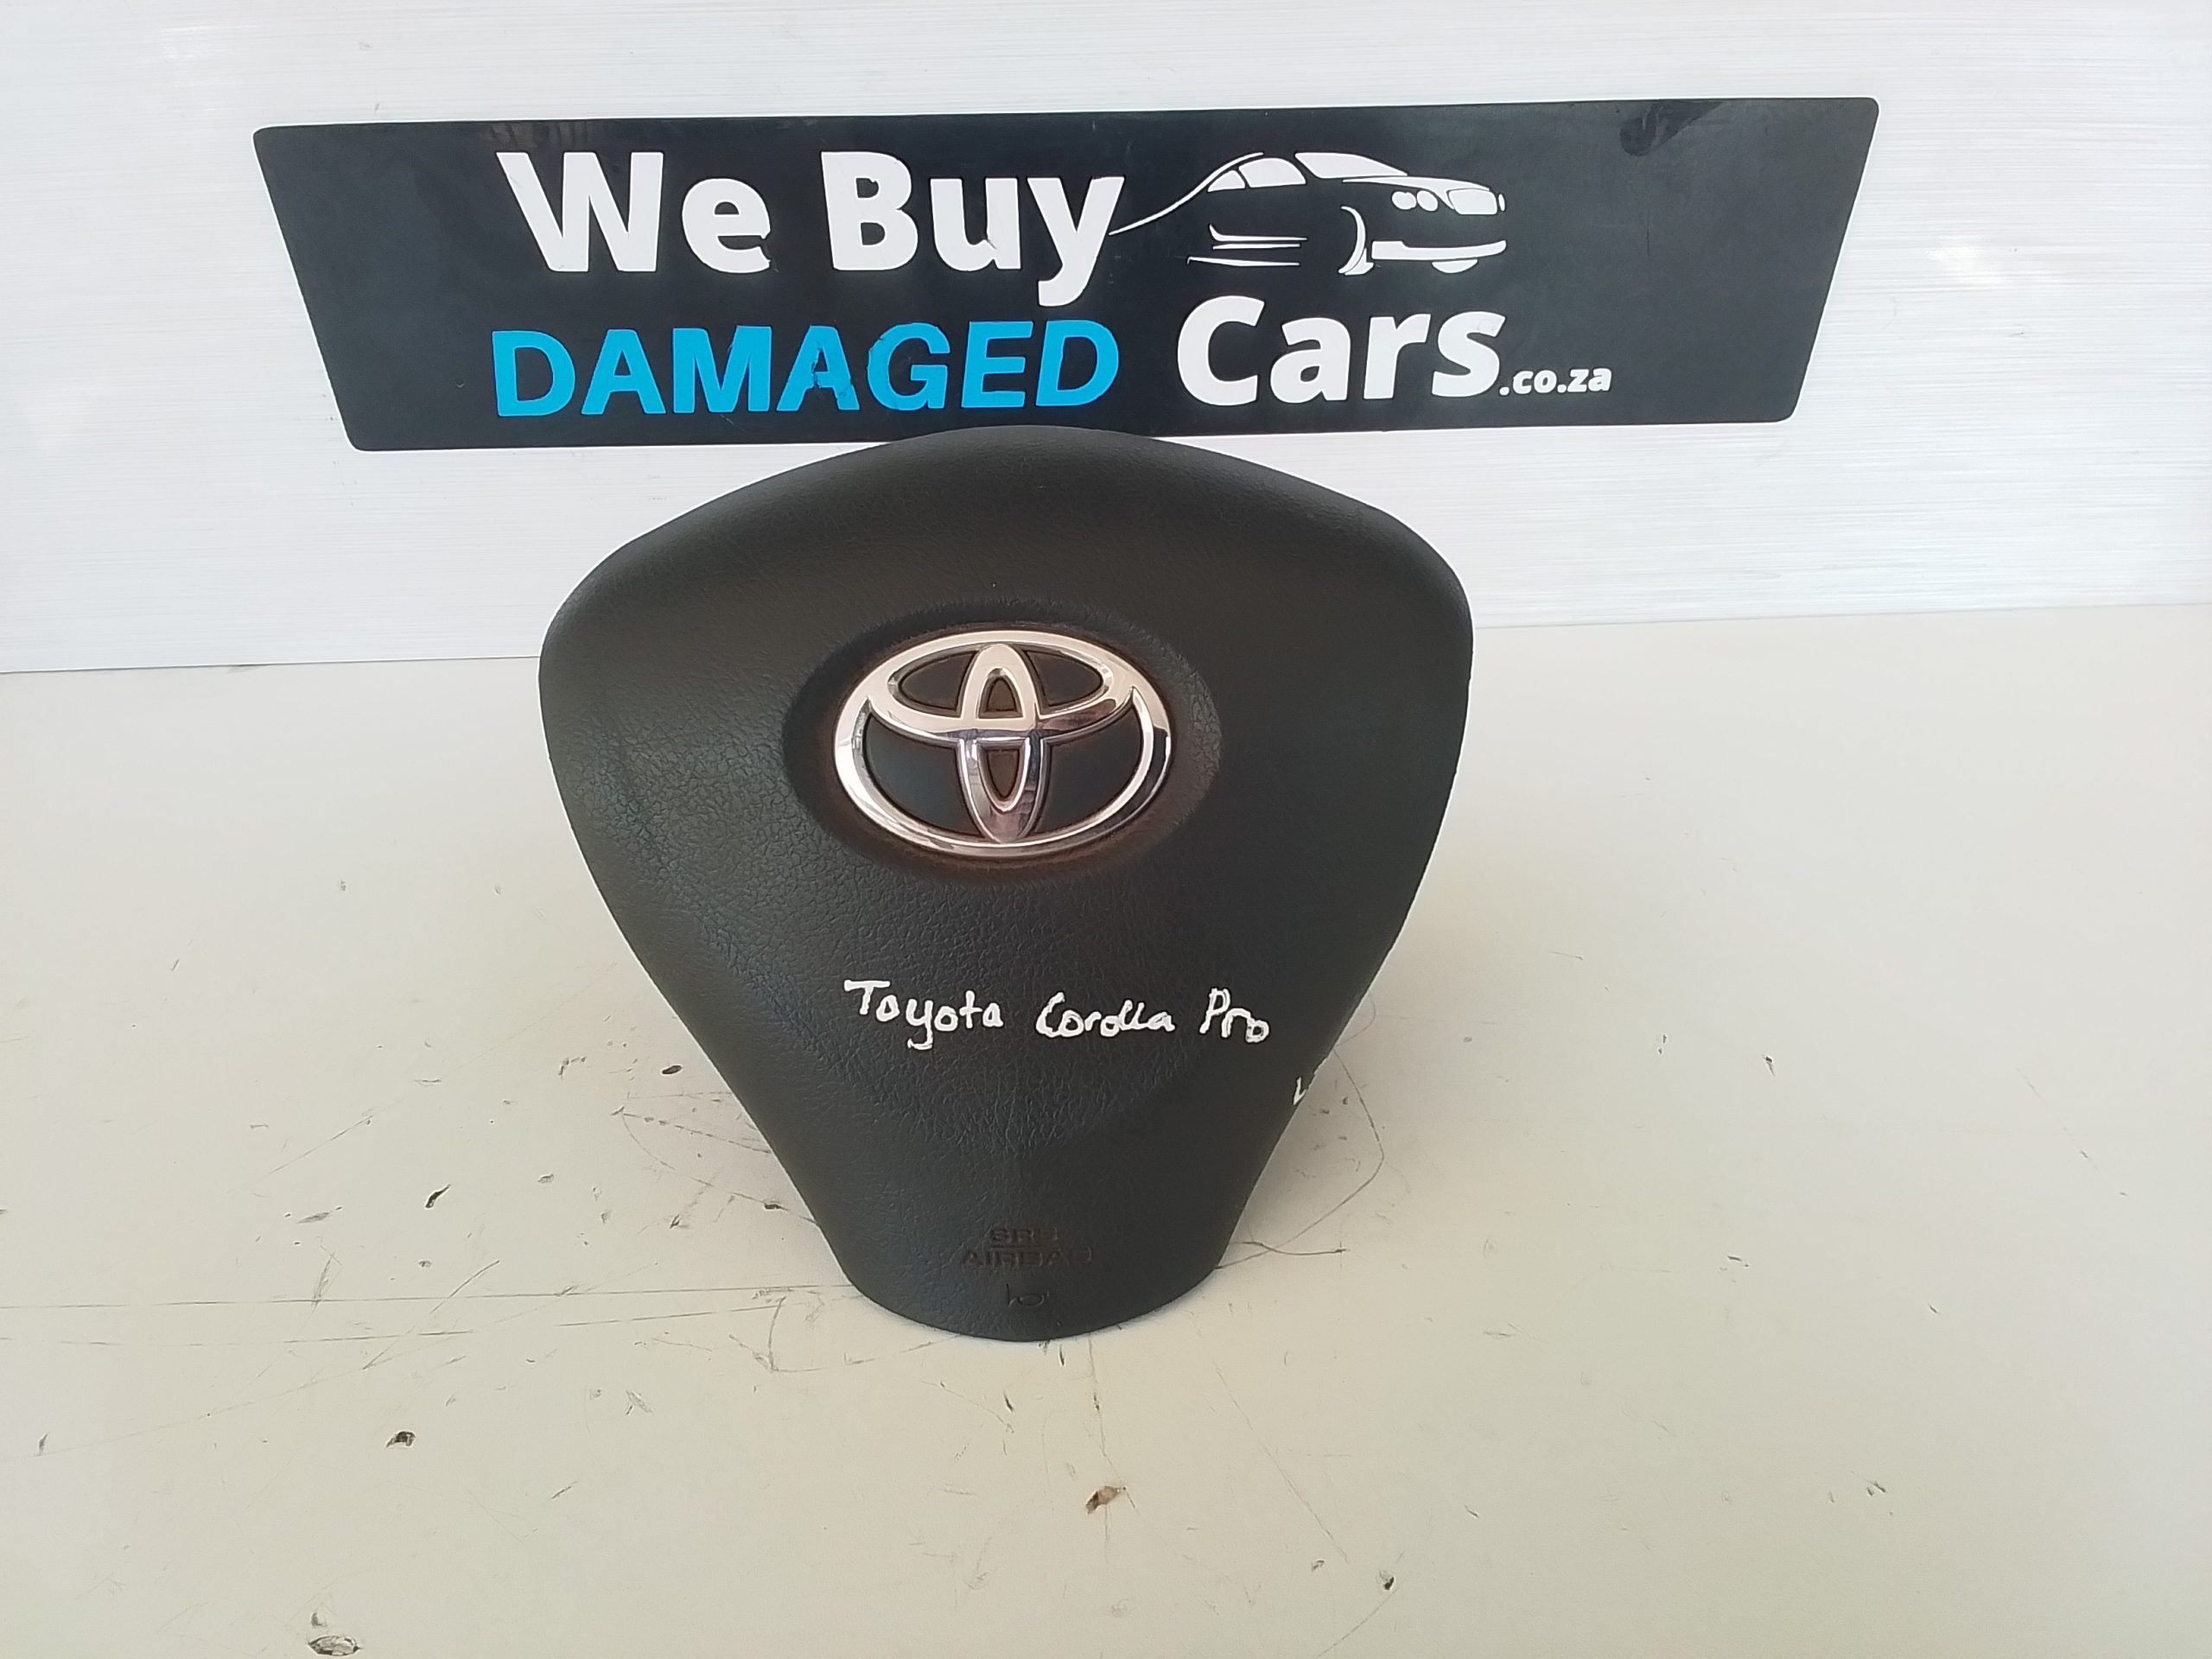 We Buy
DAMAGED Cars.co.za
Toyota Corolla Pro
SRS
AIRBAG